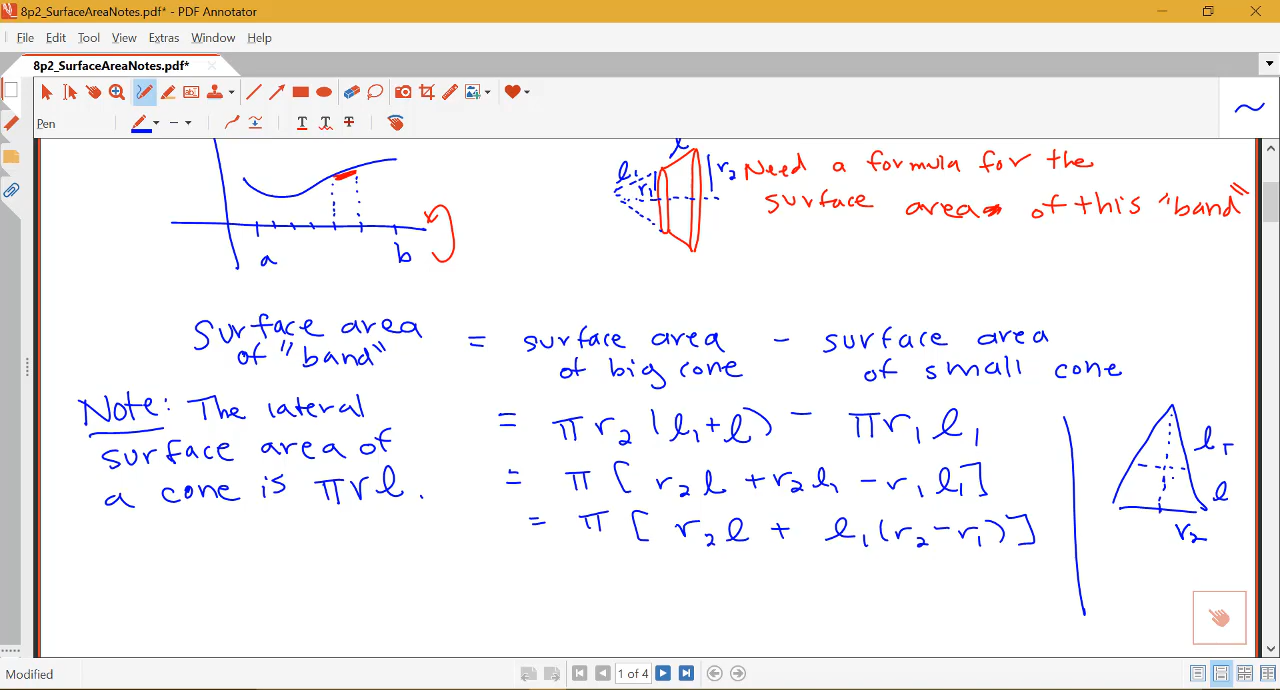 8p2_SurfaceAreaNotes.pdf* - PDF Annotator
File Edit Tool View Extras Window Help
8p2_SurfaceAreaNotes.pdf*
Pen
T T T
l
l₁
r₁
r₂
Need a formula for the
surface area of this "band"
a
b
Surface area
of "band"
= surface area
of big cone
- surface area
of small cone
Note: The lateral
surface area of
a cone is πrl.
= πr₂(l₁+l) - πr₁l₁
= π[r₂l + r₂l₁ - r₁l₁]
= π[r₂l + l₁(r₂-r₁)]
l₁
l
r₂
Modified
1 of 4